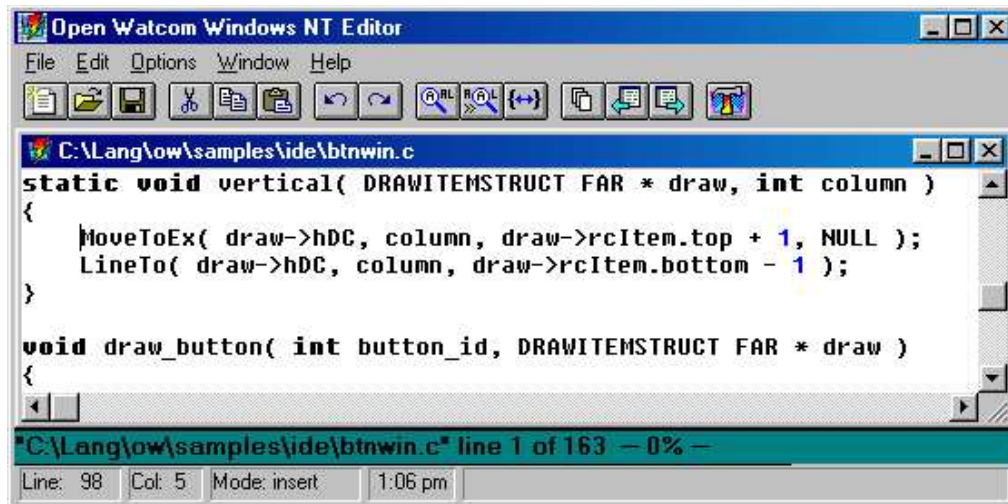 Open Watcom Windows NT Editor
File Edit Options Window Help
C:\Lang\ow\samples\ide\btnwin.c
static void vertical( DRAWITEMSTRUCT FAR * draw, int column )
{
    MoveToEx( draw->hDC, column, draw->rcItem.top + 1, NULL );
    LineTo( draw->hDC, column, draw->rcItem.bottom - 1 );
}
void draw_button( int button_id, DRAWITEMSTRUCT FAR * draw )
{
"C:\Lang\ow\samples\ide\btnwin.c" line 1 of 163 -- 0% --
Line: 98 Col: 5 Mode: insert 1:06 pm